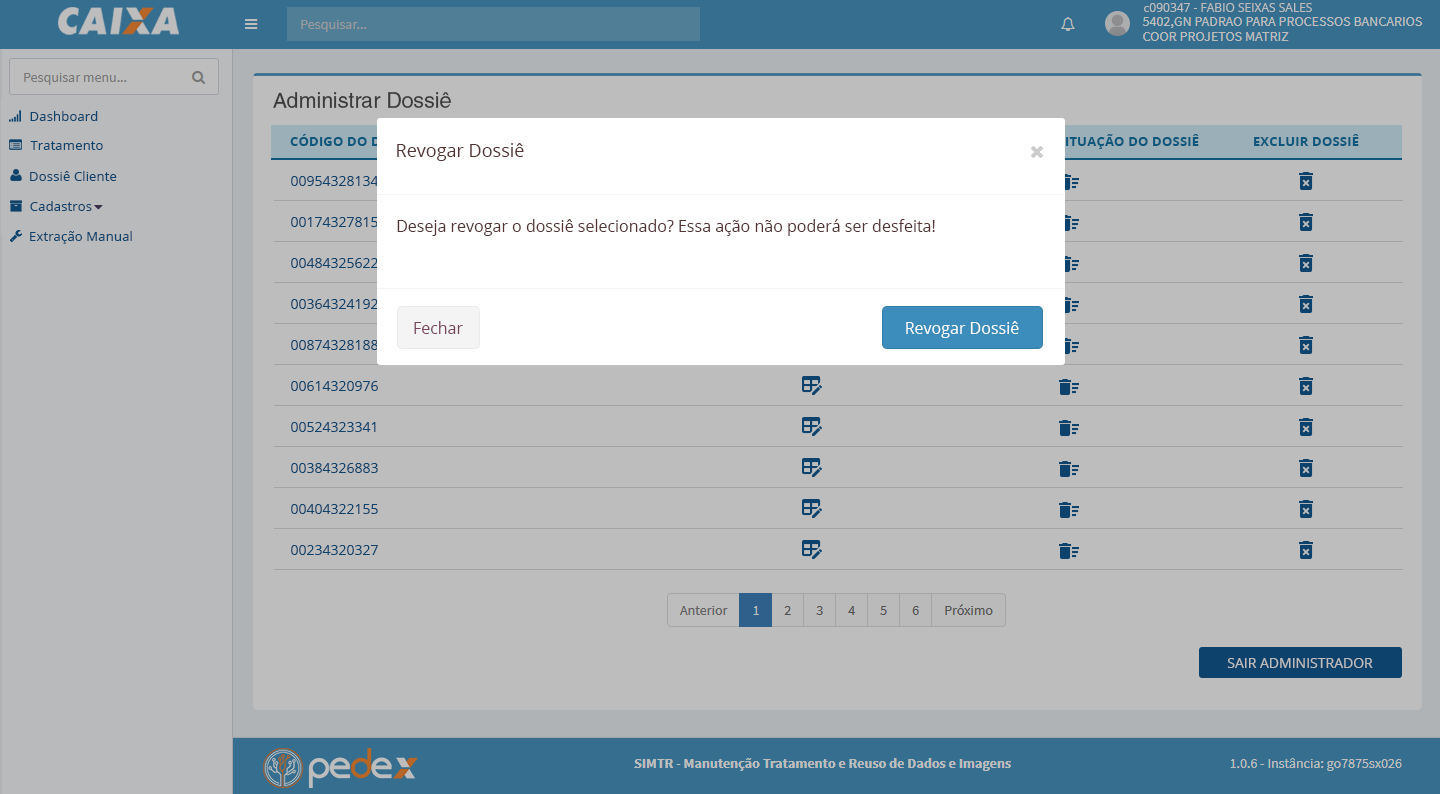 CAIXA
Pesquisar...
c090347 - FABIO SEIXAS SALES
5402,GN PADRAO PARA PROCESSOS BANCARIOS
COOR PROJETOS MATRIZ
Pesquisar menu...
Dashboard
Tratamento
Dossiê Cliente
Cadastros
Extração Manual
Administrar Dossiê
CÓDIGO DO
ITUAÇÃO DO DOSSIÊ
EXCLUIR DOSSIÊ
Revogar Dossiê
Deseja revogar o dossiê selecionado? Essa ação não poderá ser desfeita!
Fechar
Revogar Dossiê
00954328134
00174327815
00484325622
00364324192
00874328188
00614320976
00524323341
00384326883
00404322155
00234320327
Anterior 1 2 3 4 5 6 Próximo
SAIR ADMINISTRADOR
pedex
SIMTR - Manutenção Tratamento e Reuso de Dados e Imagens
1.0.6 - Instância: go7875sx026